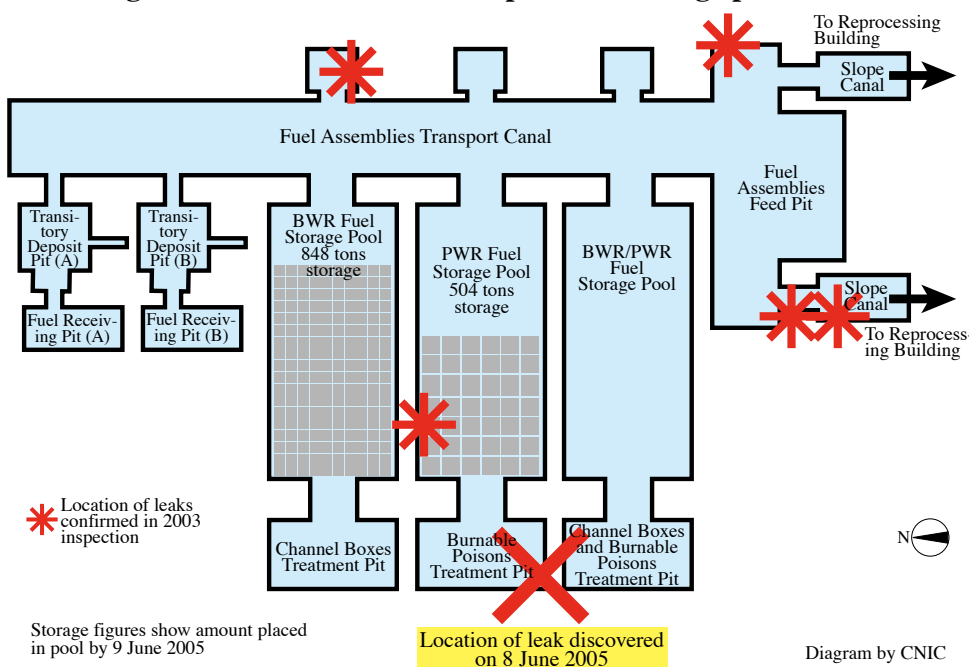 To Reprocessing
Building
Slope
Canal
Fuel Assemblies Transport Canal
Fuel
Assemblies
Feed Pit
Transi-
tory
Deposit
Pit (A)
Transi-
tory
Deposit
Pit (B)
BWR Fuel
Storage Pool
848 tons
storage
PWR Fuel
Storage Pool
504 tons
storage
BWR/PWR
Fuel
Storage Pool
Slope
Canal
Fuel Receiv-
ing Pit (A)
Fuel Receiv-
ing Pit (B)
To Reprocess-
ing Building
Location of leaks
confirmed in 2003
inspection
Channel Boxes
Treatment Pit
Burnable
Poisons
Treatment Pit
Channel Boxes
and Burnable
Poisons
Treatment Pit
N
Storage figures show amount placed
in pool by 9 June 2005
Location of leak discovered
on 8 June 2005
Diagram by CNIC